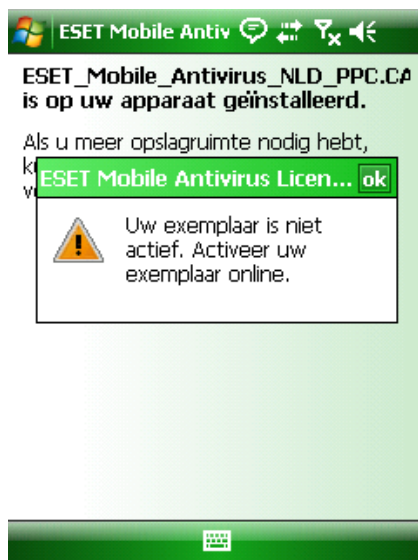 ESET Mobile Antiv
ESET_Mobile_Antivirus_NLD_PPC.CA
is op uw apparaat geïnstalleerd.
Als u meer opslagruimte nodig hebt,
ESET Mobile Antivirus Licen... ok
Uw exemplaar is niet
actief. Activeer uw
exemplaar online.